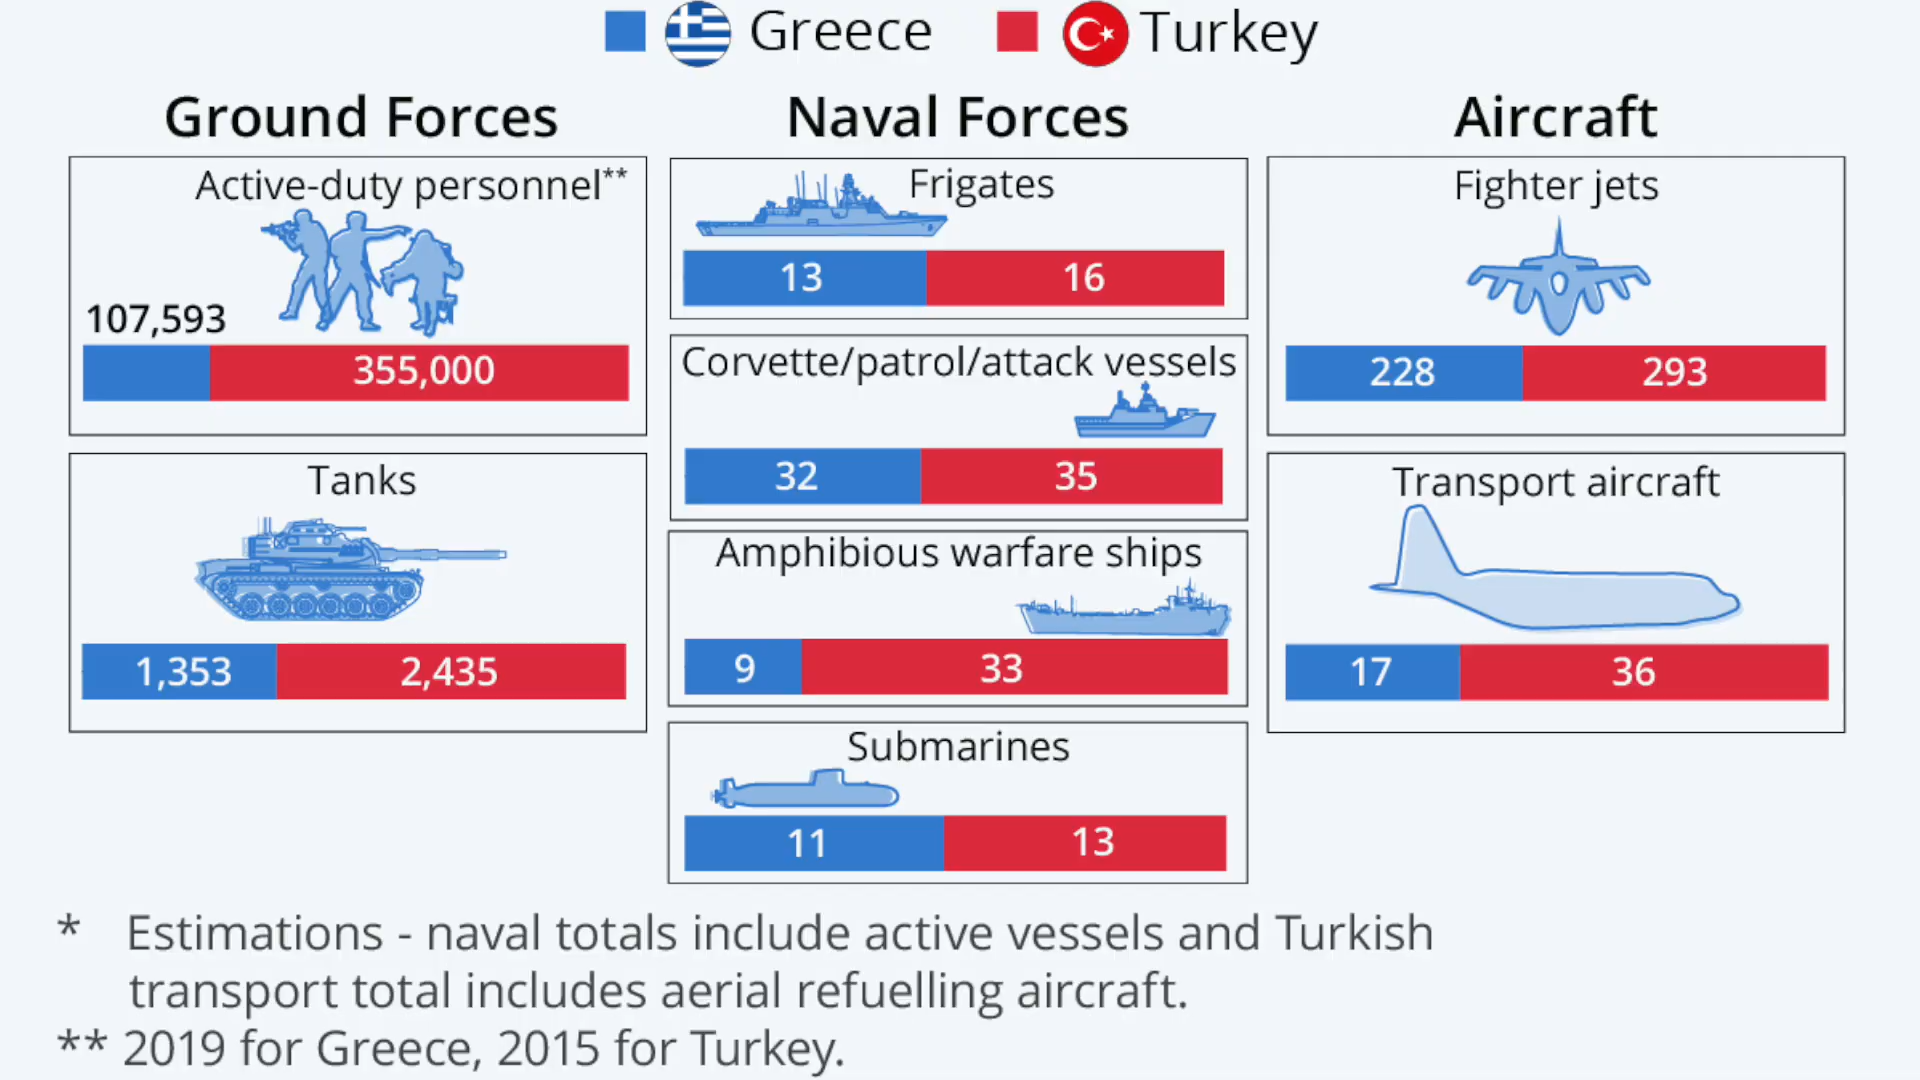 Greece
Turkey
Ground Forces
Naval Forces
Aircraft
Active-duty personnel**
107,593
355,000
Tanks
1,353
2,435
Frigates
13
16
Corvette/patrol/attack vessels
32
35
Amphibious warfare ships
9
33
Submarines
11
13
Fighter jets
228
293
Transport aircraft
17
36
* Estimations - naval totals include active vessels and Turkish
transport total includes aerial refuelling aircraft.
** 2019 for Greece, 2015 for Turkey.